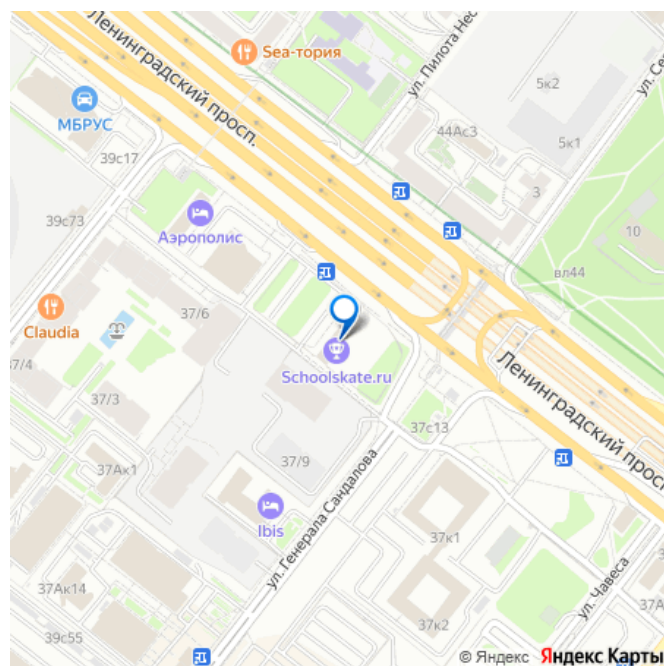 Ленинградский просп.
Sea-тория
ул. Пилота Нес
5к2
ул. Се
МБРУС
44Ас3
5к1
39с17
3
39с73
Аэрополис
10
вл44
37/6
Claudia
37/4
Schoolskate.ru
Ленинградский просп.
37/3
37с13
37Ак1
37/9
ул. Генерала Сандалова
Ibis
37к1
37Ак14
ул. Чавеса
37А
37к2
39с55
© Яндекс Яндекс Карты